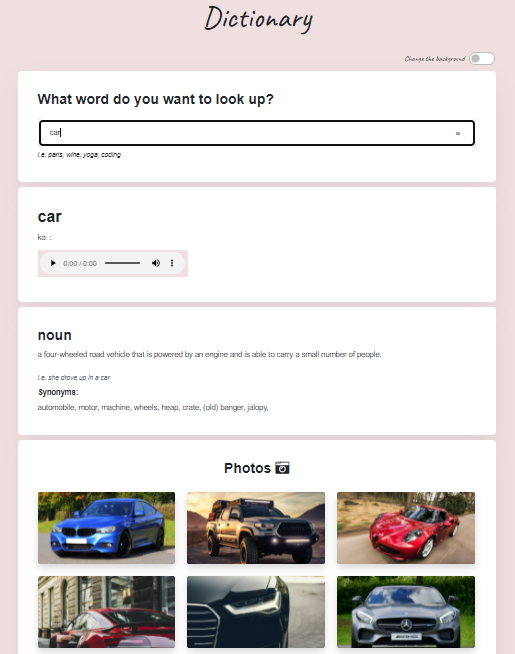 Dictionary
Change the background
What word do you want to look up?
car
i.e. paris, wine, yoga, coding
car
kɑː :
0:00 / 0:00
noun
a four-wheeled road vehicle that is powered by an engine and is able to carry a small number of people.
i.e. she drove up in a car
Synonyms:
automobile, motor, machine, wheels, heap, crate, (old) banger, jalopy,
Photos 📷